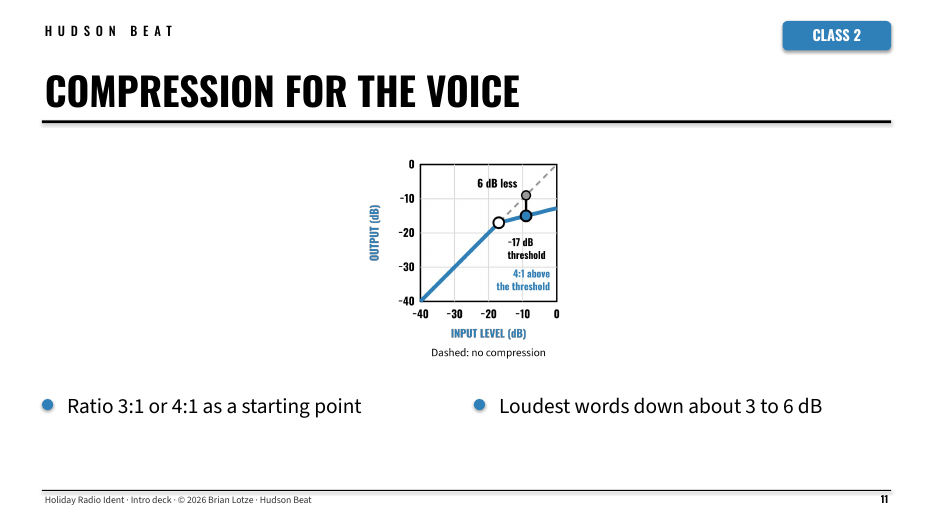 HUDSON BEAT
CLASS 2
COMPRESSION FOR THE VOICE
0
-10
-20
-30
-40
OUTPUT (dB)
6 dB less
-17 dB
threshold
4:1 above
the threshold
-40 -30 -20 -10 0
INPUT LEVEL (dB)
Dashed: no compression
Ratio 3:1 or 4:1 as a starting point
Loudest words down about 3 to 6 dB
Holiday Radio Ident · Intro deck · © 2026 Brian Lotze · Hudson Beat
11